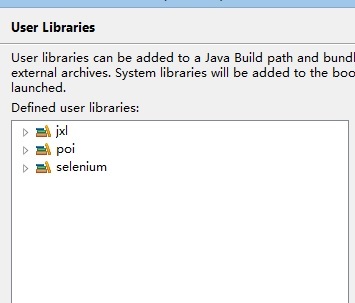 User Libraries
User libraries can be added to a Java Build path and bundl
external archives. System libraries will be added to the boo
launched.
Defined user libraries:
jxl
poi
selenium